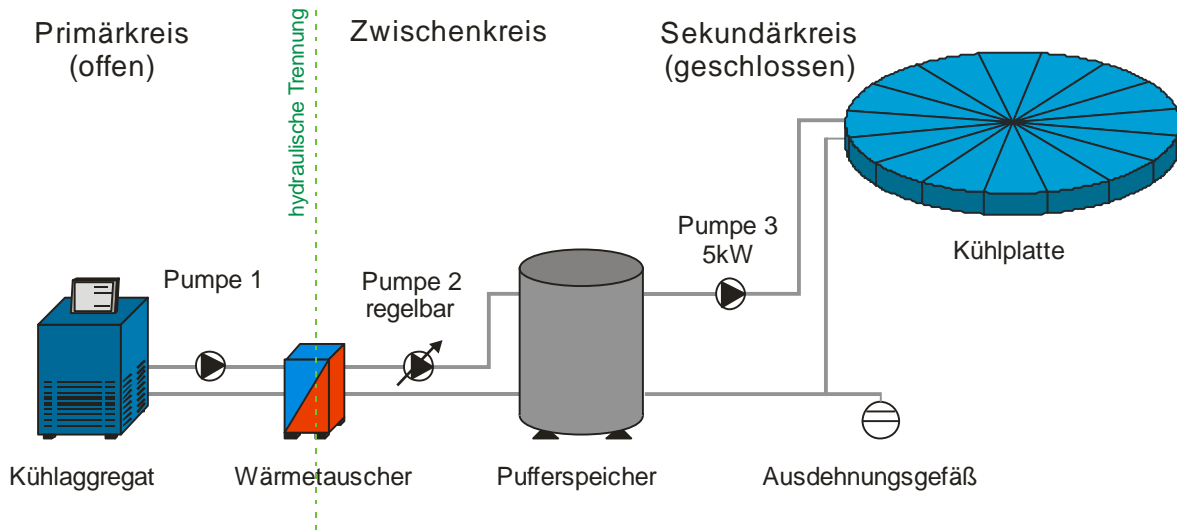 Primärkreis
(offen)
hydraulische Trennung
Zwischenkreis
Sekundärkreis
(geschlossen)
Pumpe 1
Pumpe 2
regelbar
Pumpe 3
5kW
Kühlplatte
Kühlaggregat
Wärmetauscher
Pufferspeicher
Ausdehnungsgefäß